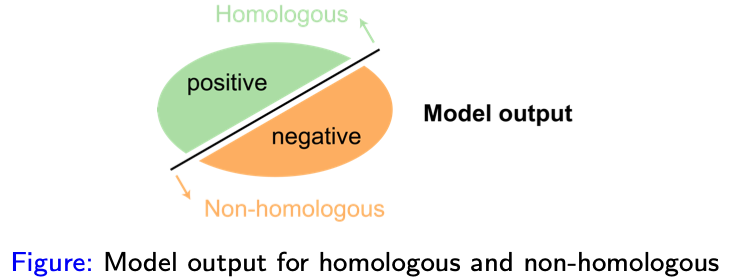 Homologous
positive
Model output
negative
Non-homologous
Figure: Model output for homologous and non-homologous